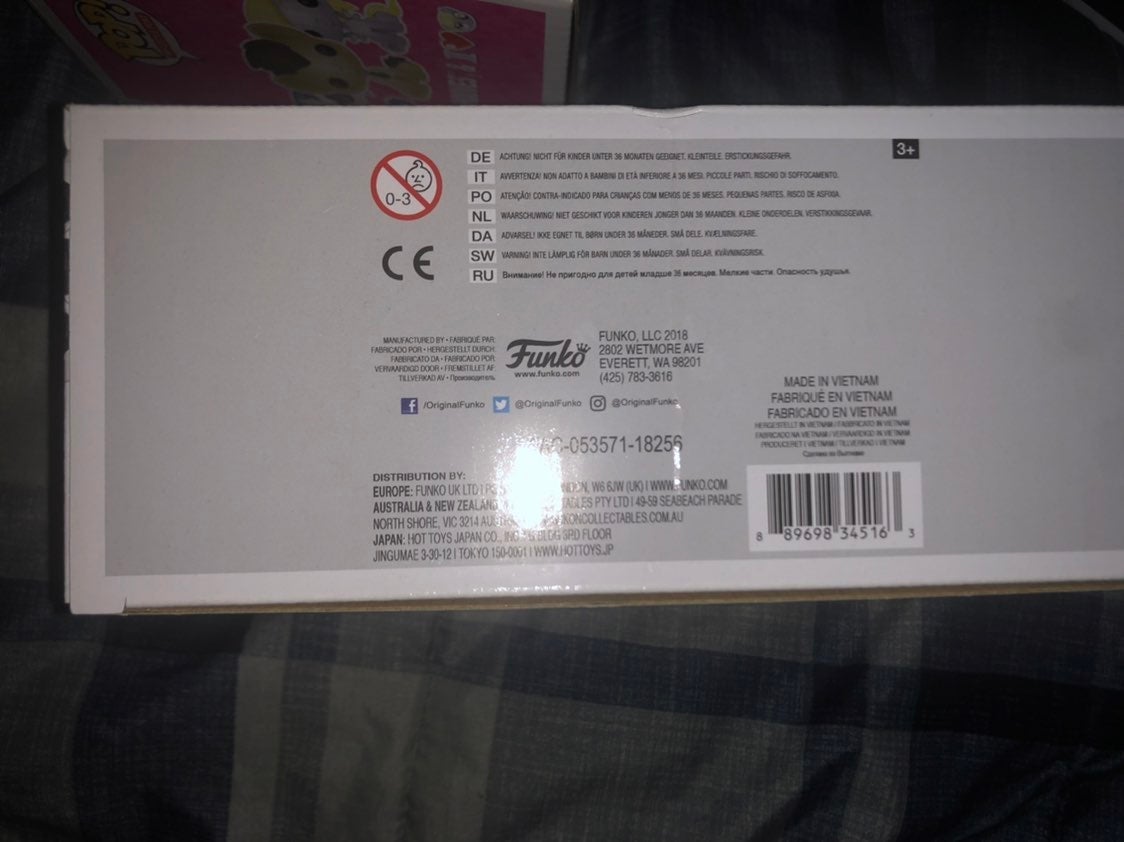 POP!
3+
0-3
DE ACHTUNG! NICHT FÜR KINDER UNTER 36 MONATEN GEEIGNET. KLEINTEILE. ERSTICKUNGSGEFAHR.
IT AVVERTENZA! NON ADATTO A BAMBINI DI ETÀ INFERIORE A 36 MESI. PICCOLE PARTI. RISCHIO DI SOFFOCAMENTO.
PO ATENÇÃO! CONTRA-INDICADO PARA CRIANÇAS COM MENOS DE 36 MESES. PEQUENAS PARTES. RISCO DE ASFIXIA.
NL WAARSCHUWING! NIET GESCHIKT VOOR KINDEREN JONGER DAN 36 MAANDEN. KLEINE ONDERDELEN. VERSTIKKINGSGEVAAR.
DA ADVARSEL! IKKE EGNET TIL BØRN UNDER 36 MÅNEDER. SMÅ DELE. KVÆLNINGSFARE.
SW VARNING! INTE LÄMPLIG FÖR BARN UNDER 36 MÅNADER. SMÅ DELAR. KVÄVNINGSRISK.
RU Внимание! Не пригодно для детей младше 36 месяцев. Мелкие части. Опасность удушья.
CE
MANUFACTURED BY • FABRIQUÉ PAR
FABRICADO POR • HERGESTELLT DURCH
FABBRICATO DA • FABRICADO POR
VERVAARDIGD DOOR • FREMSTILLET AF
TILLVERKAD AV • Производитель
Funko
www.funko.com
FUNKO, LLC 2018
2802 WETMORE AVE
EVERETT, WA 98201
(425) 783-3616
/OriginalFunko @OriginalFunko @OriginalFunko
-053571-18256
DISTRIBUTION BY:
EUROPE: FUNKO UK LTD I W6 6JW (UK) I
AUSTRALIA & NEW ZEALAND PTY LTD I 49-59 SEABEACH PARADE
NORTH SHORE, VIC 3214
JAPAN: HOT TOYS JAPAN CO., BLDG 3RD FLOOR
JINGUMAE 3-30-12 I TOKYO 150-0001 I WWW.HOTTOYS.JP
MADE IN VIETNAM
FABRIQUÉ EN VIETNAM
FABRICADO EN VIETNAM
HERGESTELLT IN VIETNAM / FABBRICATO IN VIETNAM
FABRICADO NA VIETNAM / VERVAARDIGD IN VIETNAM
PRODUCERET I VIETNAM / TILLVERKAD I VIETNAM
Сделано во Вьетнаме
8 89698 34516 3